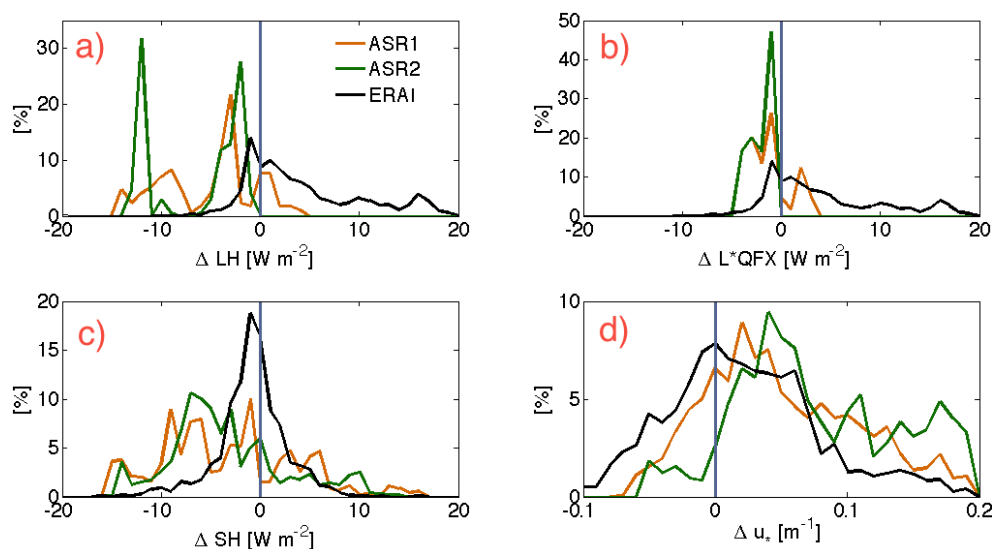 a)
ASR1
ASR2
ERAI
[%]
30
20
10
0
-20 -10 0 10 20
Δ LH [W m⁻²]
b)
[%]
50
40
30
20
10
0
-20 -10 0 10 20
Δ L*QFX [W m⁻²]
c)
[%]
20
15
10
5
0
-20 -10 0 10 20
Δ SH [W m⁻²]
d)
[%]
10
5
0
-0.1 0 0.1 0.2
Δ u* [m⁻¹]